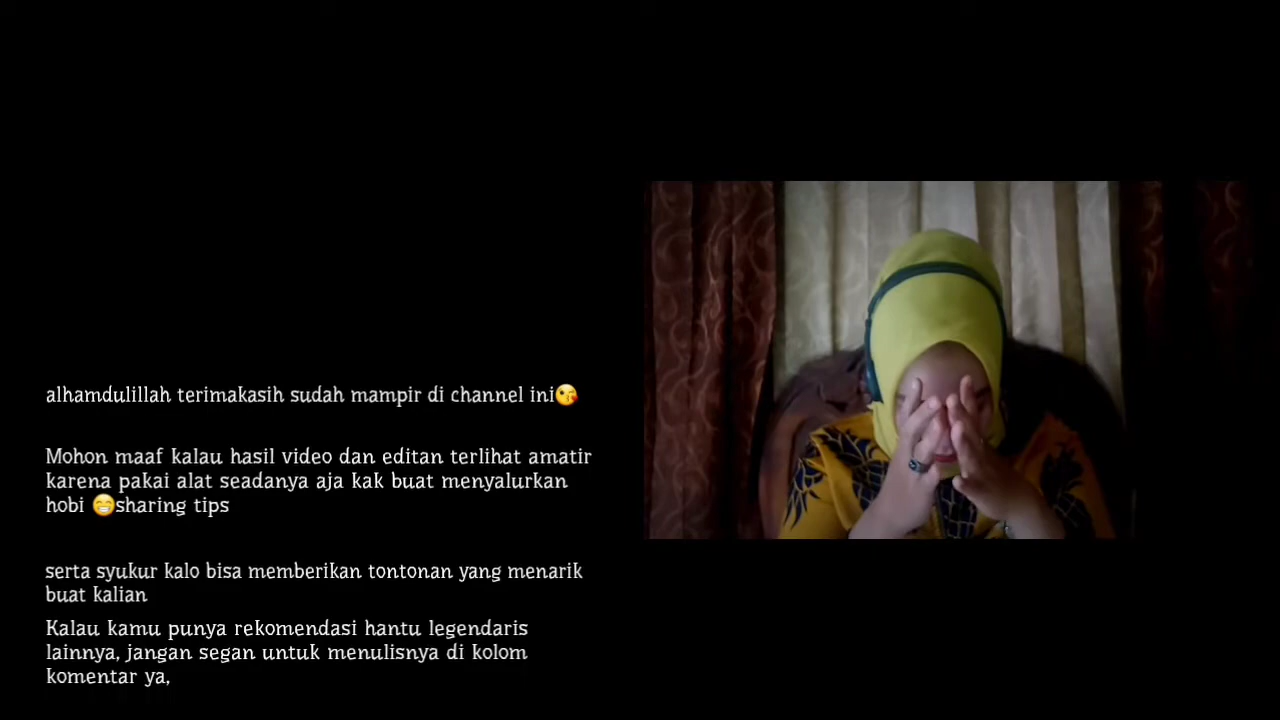 alhamdulillah terimakasih sudah mampir di channel ini😘
Mohon maaf kalau hasil video dan editan terlihat amatir
karena pakai alat seadanya aja kak buat menyalurkan
hobi 😁sharing tips
serta syukur kalo bisa memberikan tontonan yang menarik
buat kalian
Kalau kamu punya rekomendasi hantu legendaris
lainnya, jangan segan untuk menulisnya di kolom
komentar ya,